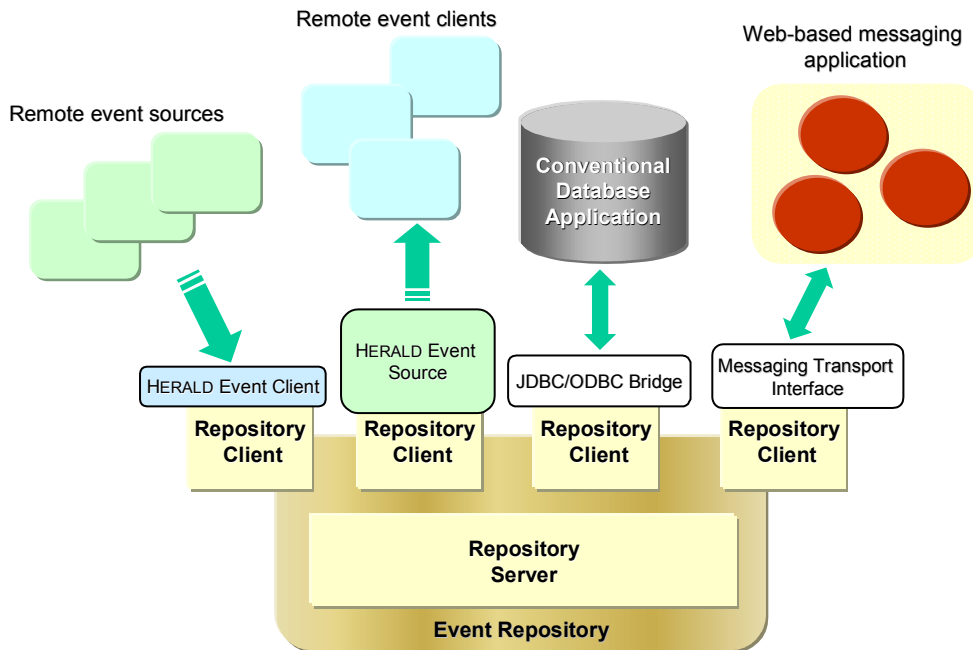 Remote event clients
Web-based messaging
application
Remote event sources
Conventional
Database
Application
HERALD Event Client
HERALD Event
Source
JDBC/ODBC Bridge
Messaging Transport
Interface
Repository
Client
Repository
Client
Repository
Client
Repository
Client
Repository
Server
Event Repository